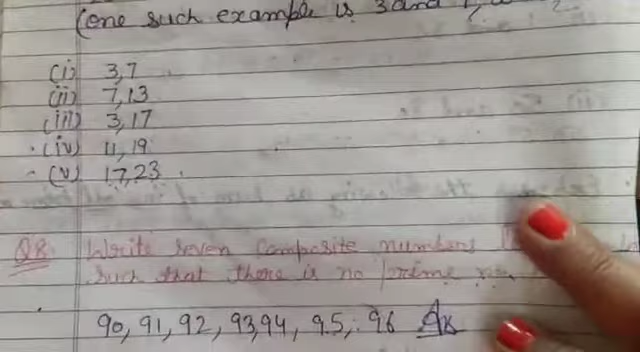 (one such example is 3 and 7,
(i) 3,7
(ii) 7,13
(iii) 3,17
(iv) 11,19
(v) 17,23
Q8. Write seven composite numbers
such that there is no prime no.
90, 91, 92, 93, 94, 95, 96 Ans